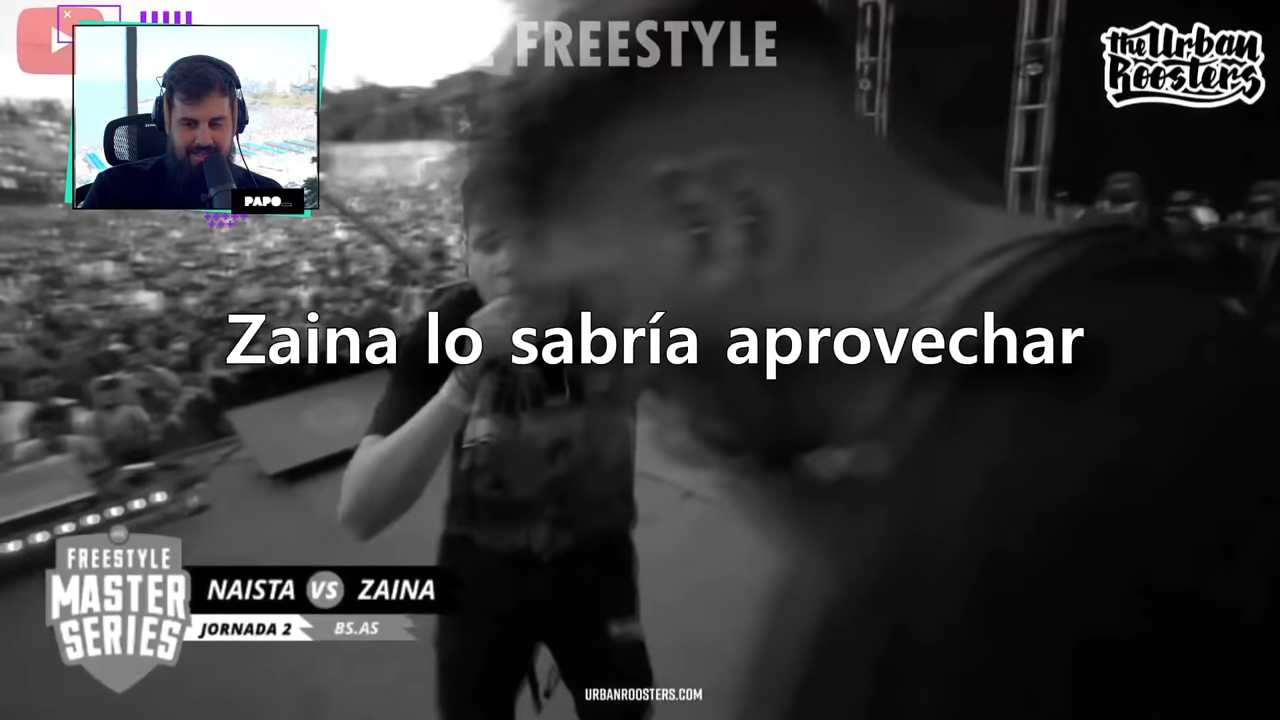 FREESTYLE
the Urban
Roosters
PAPO_
Zaina lo sabría aprovechar
FREESTYLE
MASTER
SERIES
NAISTA VS ZAINA
JORNADA 2 BS.AS
URBANROOSTERS.COM